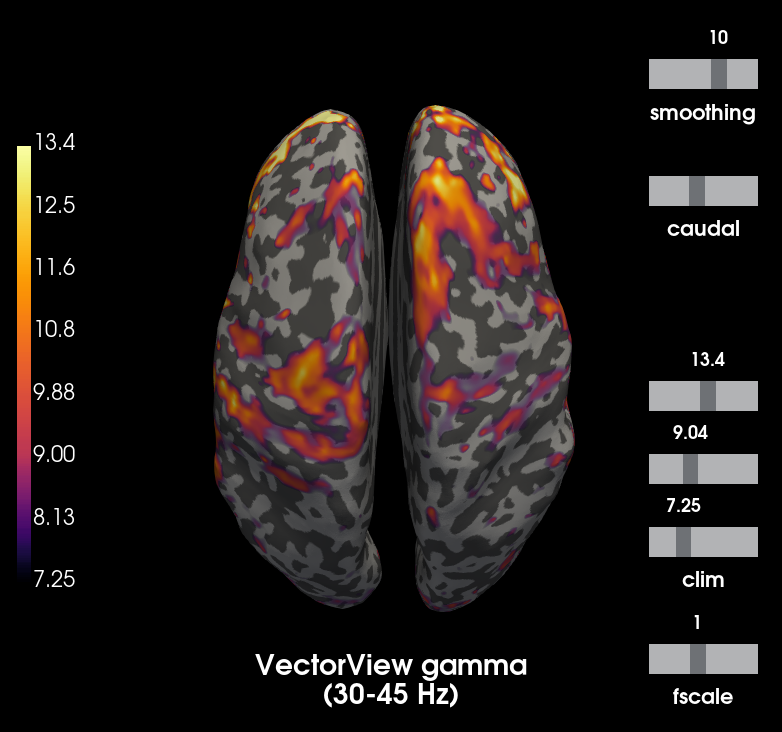 13.4
12.5
11.6
10.8
9.88
9.00
8.13
7.25
10
smoothing
caudal
13.4
9.04
7.25
clim
1
fscale
VectorView gamma
(30-45 Hz)